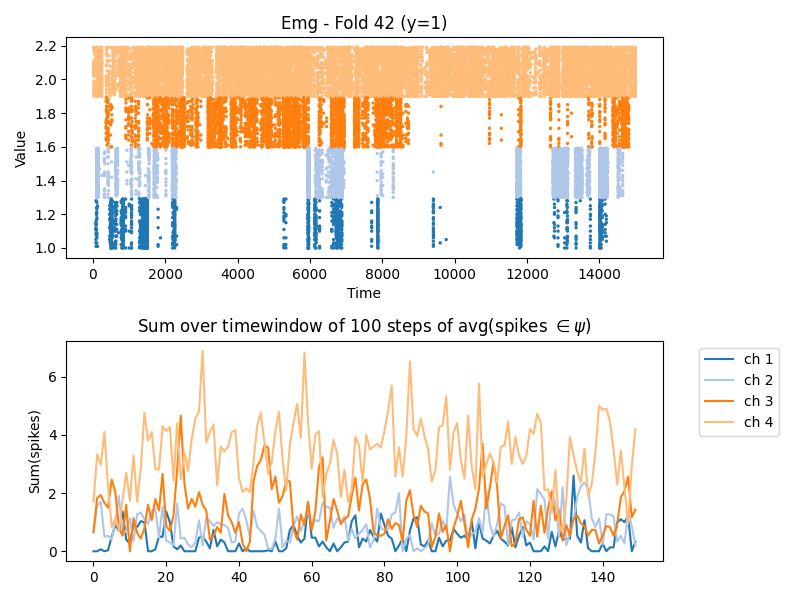 Emg - Fold 42 (y=1)
2.2
2.0
1.8
1.6
1.4
1.2
1.0
Value
0 2000 4000 6000 8000 10000 12000 14000
Time
Sum over timewindow of 100 steps of avg(spikes ∈ ψ)
6
4
2
0
Sum(spikes)
0 20 40 60 80 100 120 140
ch 1
ch 2
ch 3
ch 4